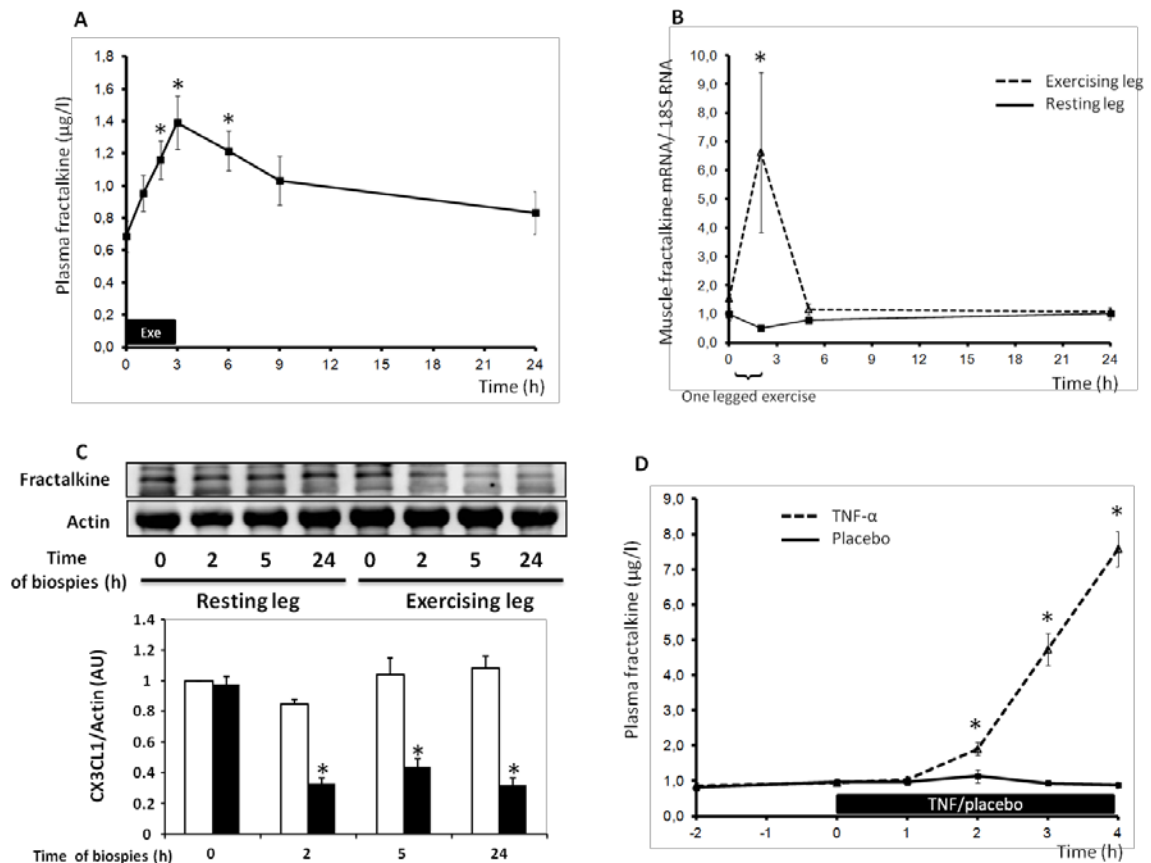 A
Plasma fractalkine (µg/l)
1,8
1,6
1,4
1,2
1,0
0,8
0,6
0,4
0,2
0,0
*
*
*
Exe
0 3 6 9 12 15 18 21 24
Time (h)
B
Muscle fractalkine mRNA/ 18S RNA
10,0
9,0
8,0
7,0
6,0
5,0
4,0
3,0
2,0
1,0
0,0
*
Exercising leg
Resting leg
0 3 6 9 12 15 18 21 24
Time (h)
One legged exercise
C
Fractalkine
Actin
Time
of biospies (h)
0 2 5 24 0 2 5 24
Resting leg Exercising leg
CX3CL1/Actin (AU)
1.4
1.2
1
0.8
0.6
0.4
0.2
0
* * *
Time of biospies (h) 0 2 5 24
D
Plasma fractalkine (µg/l)
9,0
8,0
7,0
6,0
5,0
4,0
3,0
2,0
1,0
0,0
TNF-α
Placebo
*
*
*
TNF/placebo
-2 -1 0 1 2 3 4
Time (h)